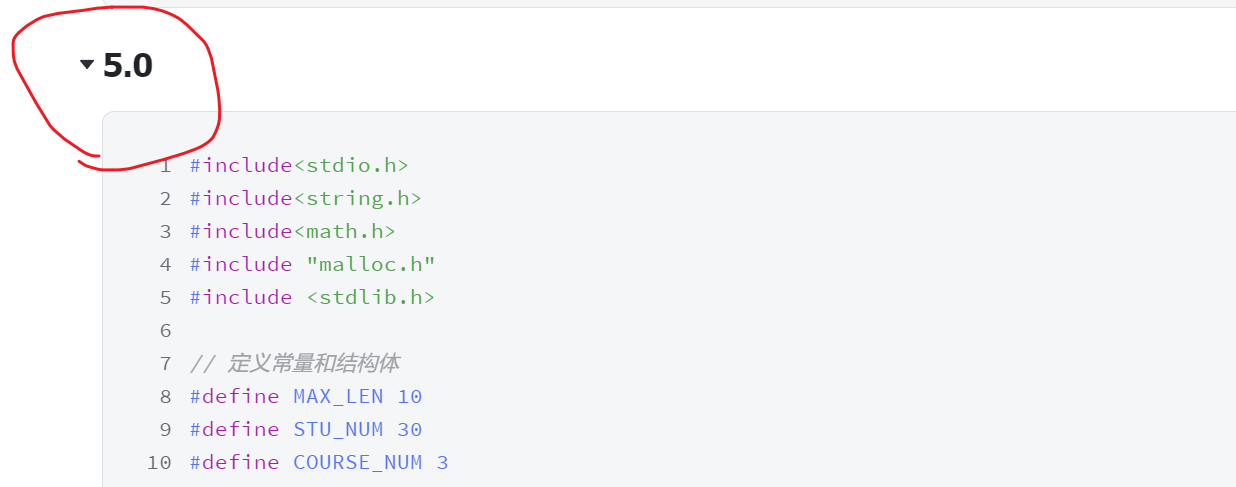 5.0
1 #include<stdio.h>
2 #include<string.h>
3 #include<math.h>
4 #include "malloc.h"
5 #include <stdlib.h>
6
7 // 定义常量和结构体
8 #define MAX_LEN 10
9 #define STU_NUM 30
10 #define COURSE_NUM 3